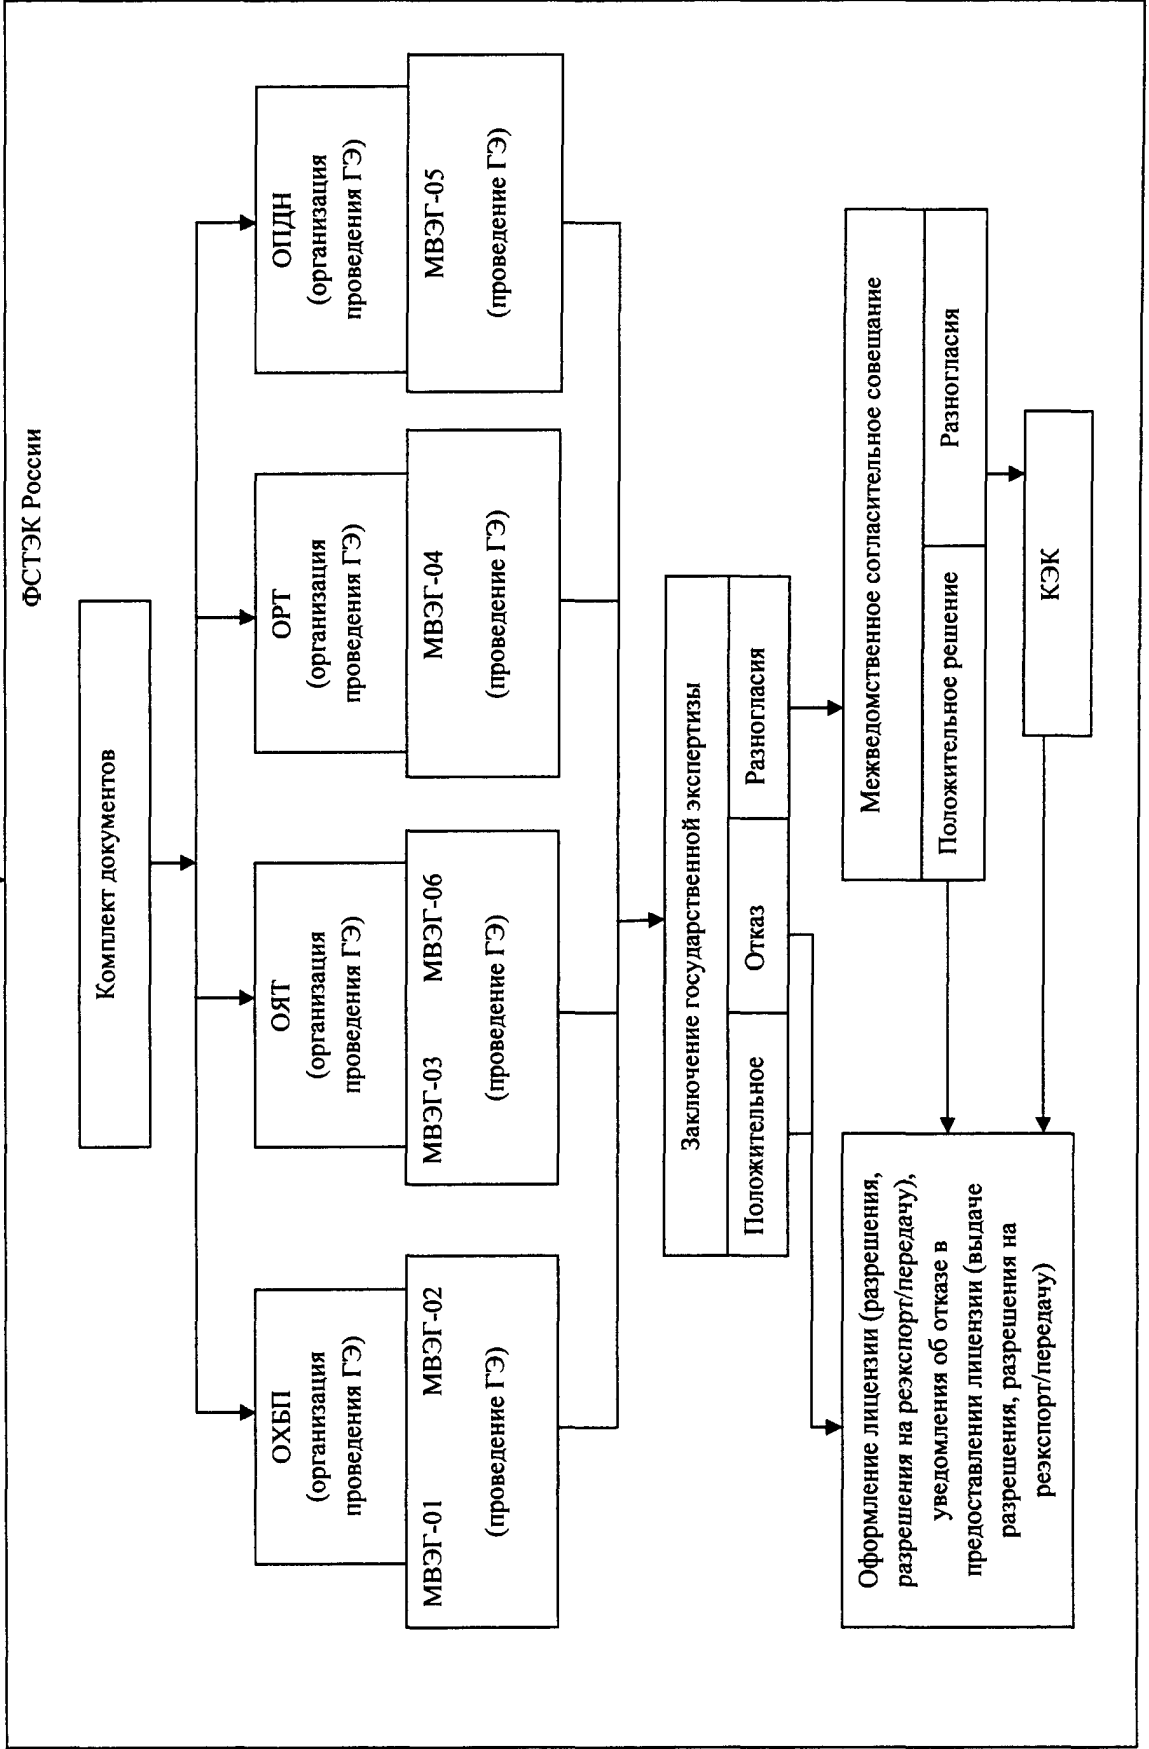 ФСТЭК России
Комплект документов
ОХБП
(организация
проведения ГЭ)
МВЭГ-01 МВЭГ-02
(проведение ГЭ)
ОЯТ
(организация
проведения ГЭ)
МВЭГ-03 МВЭГ-06
(проведение ГЭ)
ОРТ
(организация
проведения ГЭ)
МВЭГ-04
(проведение ГЭ)
ОПДН
(организация
проведения ГЭ)
МВЭГ-05
(проведение ГЭ)
Заключение государственной экспертизы
Положительное
Отказ
Разногласия
Оформление лицензии (разрешения,
разрешения на реэкспорт/передачу),
уведомления об отказе в
предоставлении лицензии (выдаче
разрешения, разрешения на
реэкспорт/передачу)
Межведомственное согласительное совещание
Положительное решение
Разногласия
КЭК